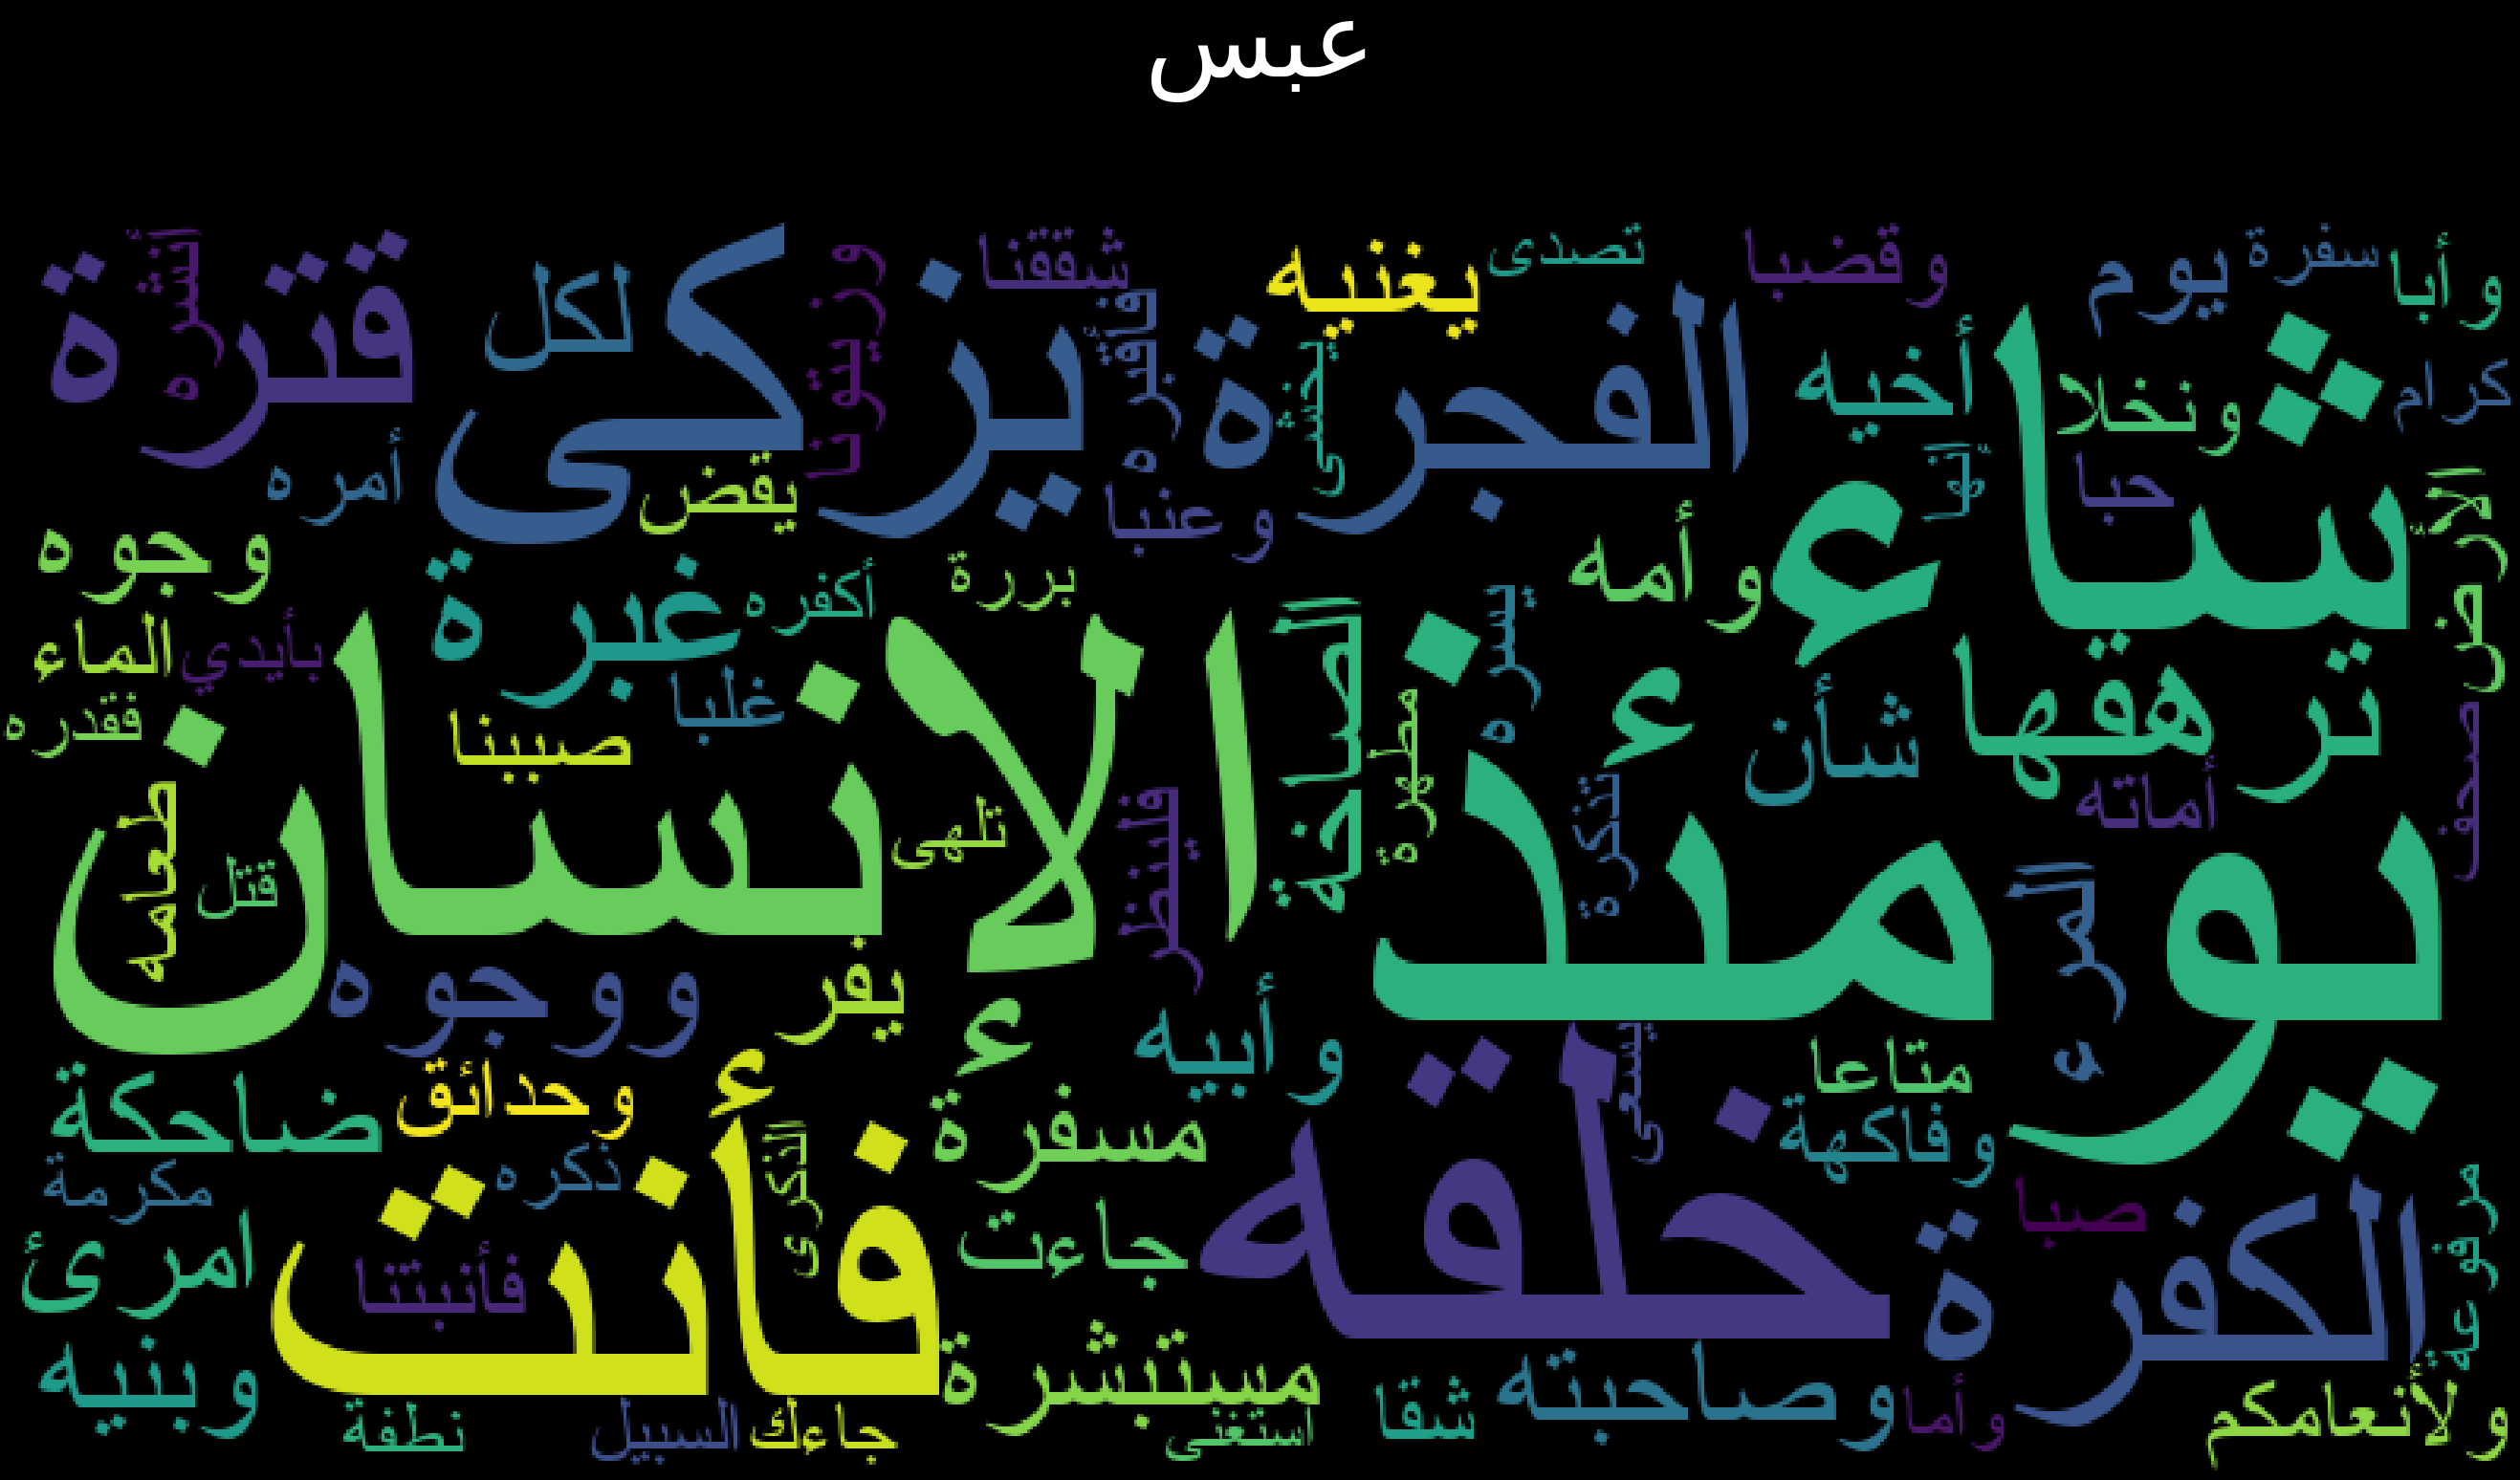 عبس
وأبا
سفرة
يوم
وقضبا
تصدى
يغنيه
شققنا
وزيتونا
لكل
أنشره
قترة
كرام
ونخلا
شاء
أخيه
الفجرة
يخشى
فأقبره
يزكى
أمره
الأرض
حبا
إنها
وعنبا
يقض
وجوه
وأمه
يسره
بررة
أكفره
غبرة
الماء
بأيدي
فقدره
ترهقها
شأن
الصاخة
مطهرة
غلبا
صببنا
الإنسان
صحف
أماته
يومئذ
تذكرة
فلينظر
تلهى
طعامه
قتل
المرء
يفر
ووجوه
وأبيه
يسعى
متاعا
وفاكهة
مسفرة
وحدائق
ضاحكة
الذكرى
ذكره
مكرمة
مرفوعة
صبا
الكفرة
خلقه
جاءت
فأنت
فأنبتنا
امرئ
وبنيه
مستبشرة
وصاحبته
ولأنعامكم
وأما
شقا
استغنى
جاءك
السبيل
نطفة